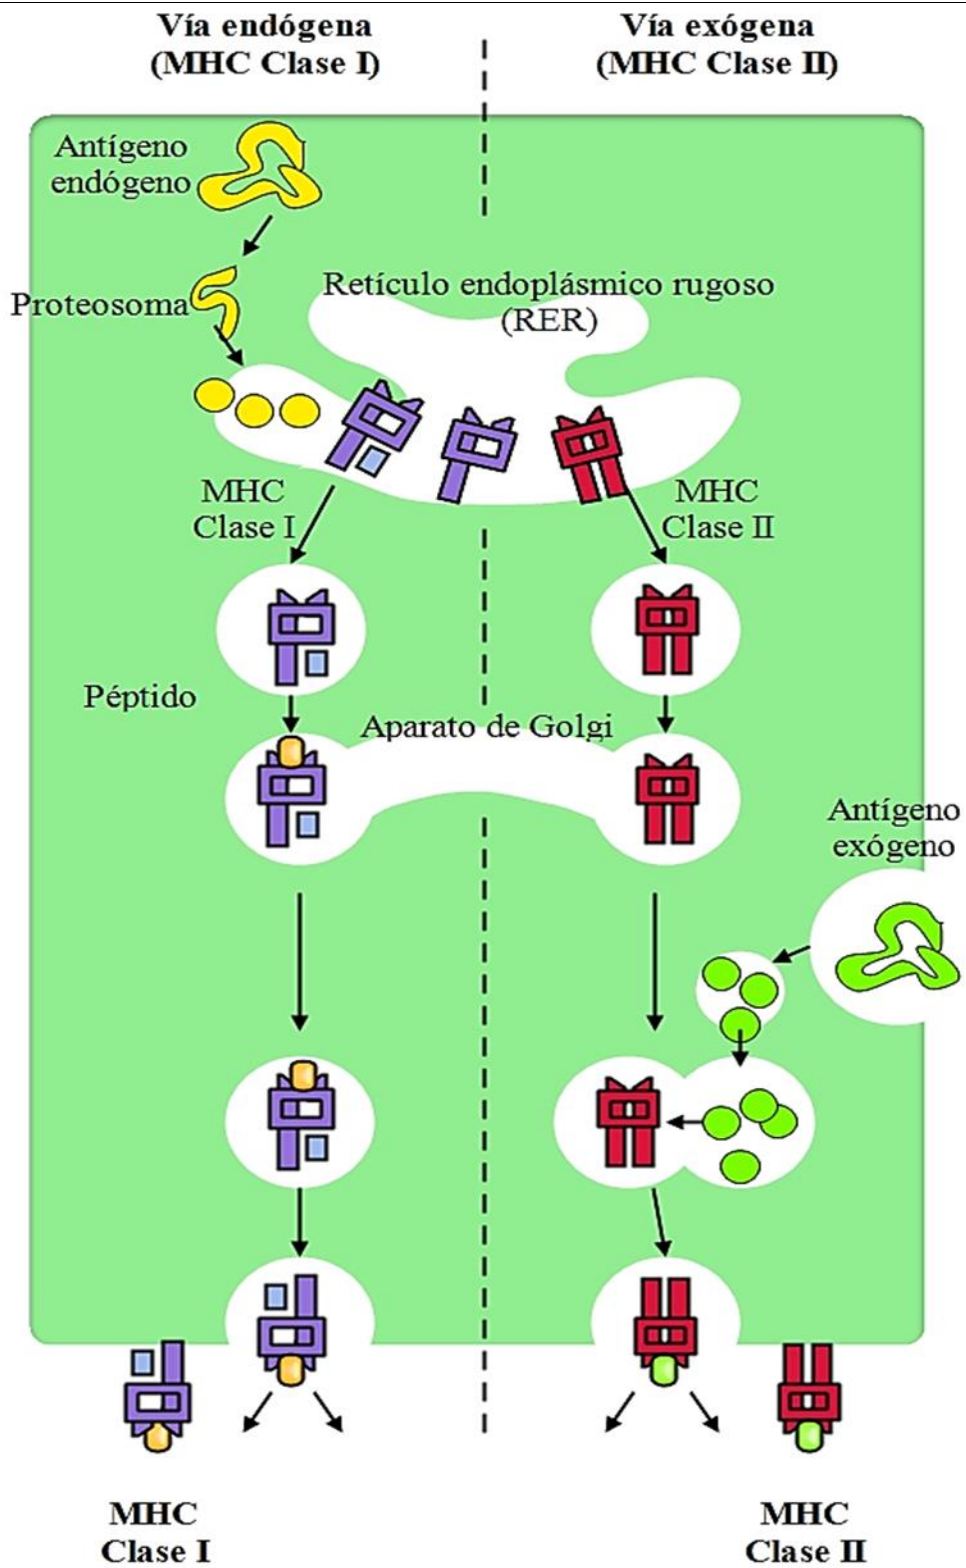 Vía endógena
(MHC Clase I)
Vía exógena
(MHC Clase II)
Antígeno
endógeno
Proteosoma
Retículo endoplásmico rugoso
(RER)
MHC
Clase I
MHC
Clase II
Péptido
Aparato de Golgi
Antígeno
exógeno
MHC
Clase I
MHC
Clase II